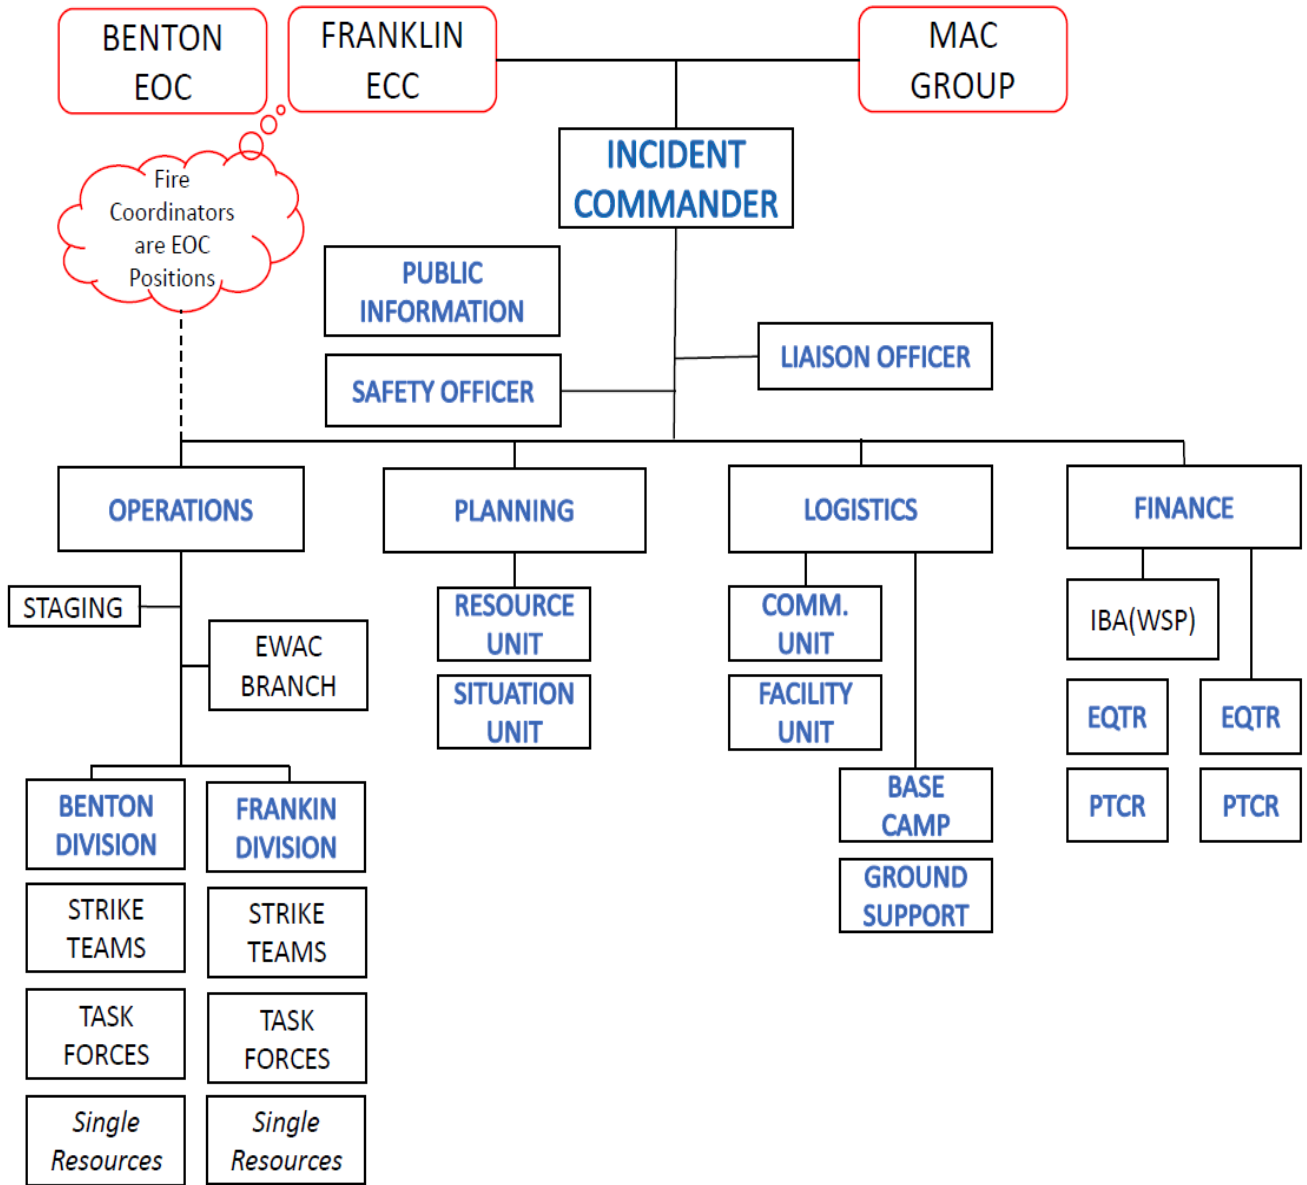 BENTON
EOC
FRANKLIN
ECC
MAC
GROUP
INCIDENT
COMMANDER
Fire
Coordinators
are EOC
Positions
PUBLIC
INFORMATION
LIAISON OFFICER
SAFETY OFFICER
OPERATIONS
PLANNING
LOGISTICS
FINANCE
STAGING
EWAC
BRANCH
RESOURCE
UNIT
SITUATION
UNIT
COMM.
UNIT
FACILITY
UNIT
BASE
CAMP
GROUND
SUPPORT
IBA(WSP)
EQTR
EQTR
PTCR
PTCR
BENTON
DIVISION
FRANKIN
DIVISION
STRIKE
TEAMS
STRIKE
TEAMS
TASK
FORCES
TASK
FORCES
Single
Resources
Single
Resources